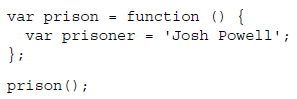 var prison = function () {
  var prisoner = 'Josh Powell';
};
prison();